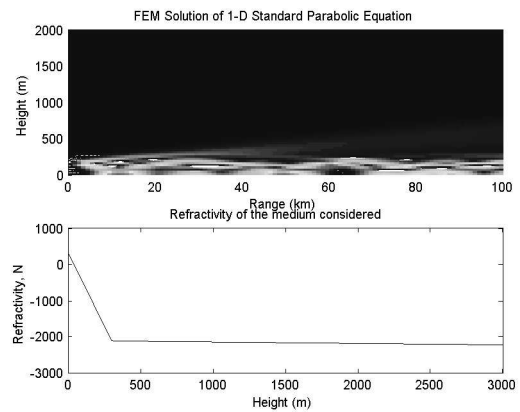 FEM Solution of 1-D Standard Parabolic Equation
2000
1500
1000
500
0
Height (m)
0 20 40 60 80 100
Range (km)
Refractivity of the medium considered
1000
0
-1000
-2000
-3000
Refractivity, N
0 500 1000 1500 2000 2500 3000
Height (m)